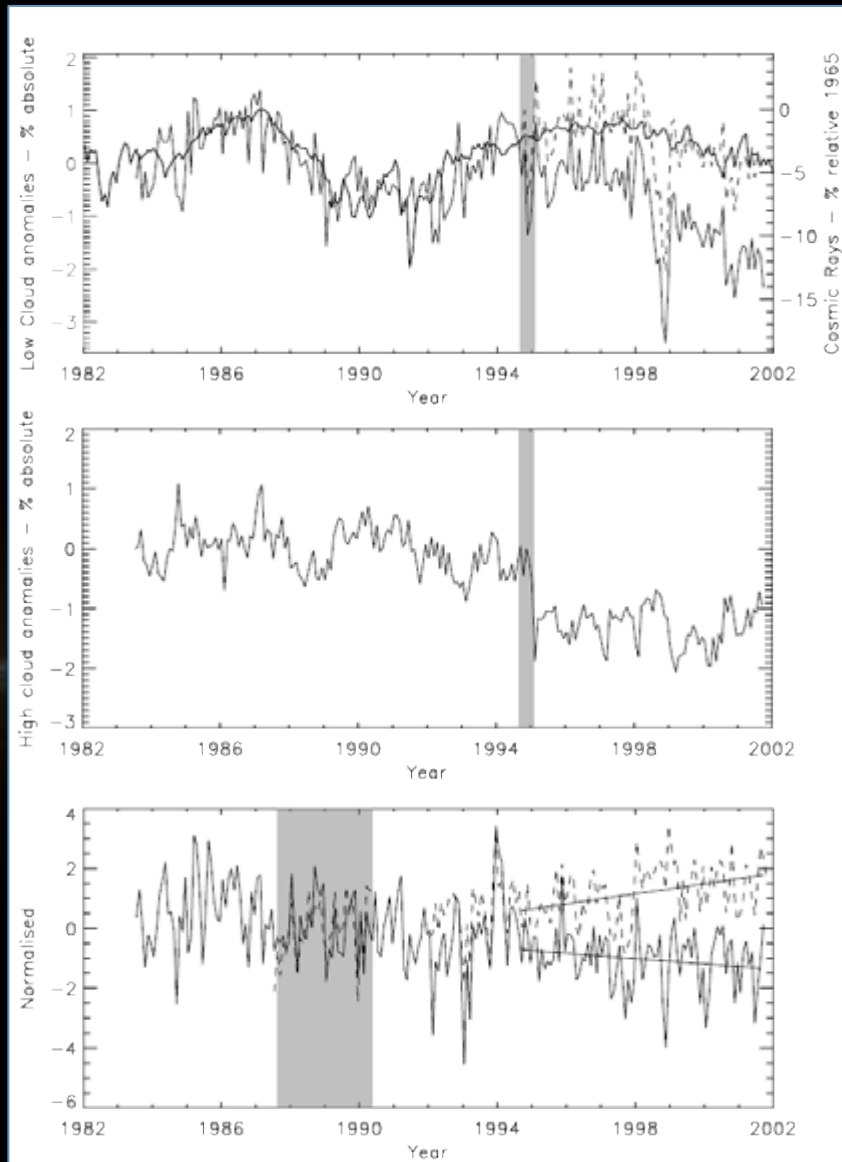 Low Cloud anomalies − % absolute
2
1
0
−1
−2
−3
Cosmic Rays − % relative 1965
0
−5
−10
−15
1982 1986 1990 1994 1998 2002
Year
High cloud anomalies − % absolute
2
1
0
−1
−2
−3
1982 1986 1990 1994 1998 2002
Year
Normalised
4
2
0
−2
−4
−6
1982 1986 1990 1994 1998 2002
Year